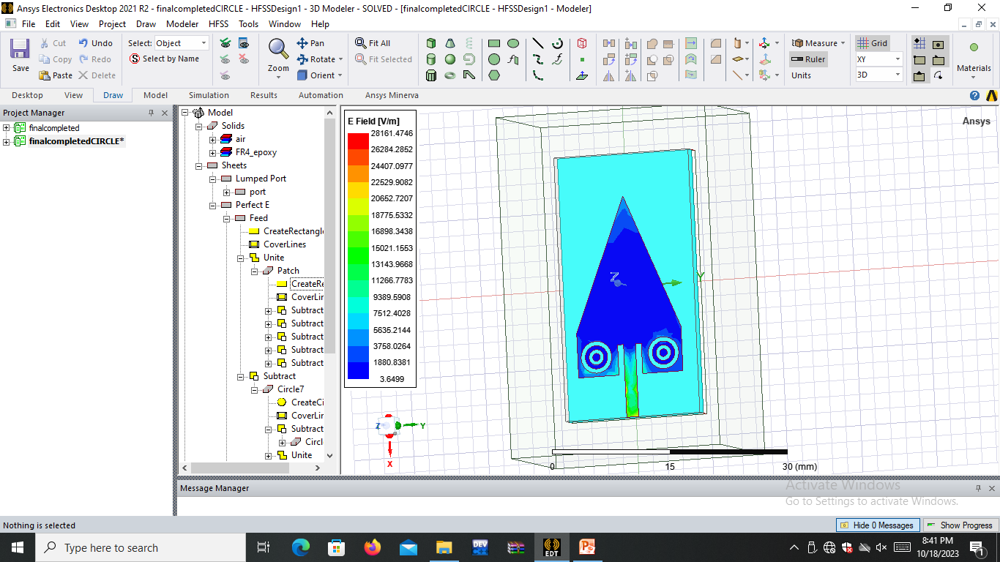 Ansys Electronics Desktop 2021 R2 - finalcompletedCIRCLE - HFSSDesign1 - 3D Modeler - SOLVED - [finalcompletedCIRCLE - HFSSDesign1 - Modeler]
File Edit View Project Draw Modeler HFSS Tools Window Help
Save
Cut
Copy
Paste
Undo
Redo
Delete
Select: Object
Select by Name
Zoom
Pan
Rotate
Orient
Fit All
Fit Selected
Measure
Ruler
Units
Grid
XY
3D
Materials
Desktop View Draw Model Simulation Results Automation Ansys Minerva
Project Manager
finalcompleted
finalcompletedCIRCLE*
Model
Solids
air
FR4_epoxy
Sheets
Lumped Port
port
Perfect E
Feed
CreateRectangl
CoverLines
Unite
Patch
CreateRe
CoverLin
Subtract
Subtract
Subtract
Subtract
Subtract
Subtract
Circle7
CreateCi
CoverLin
Subtract
Circl
Unite
E Field [V/m]
28161.4746
26284.2852
24407.0977
22529.9082
20652.7207
18775.5332
16898.3438
15021.1553
13143.9668
11266.7783
9389.5908
7512.4028
5635.2144
3758.0264
1880.8381
3.6499
Ansys
Z
Y
Z
Y
X
0 15 30 (mm)
Message Manager
Activate Windows
Go to Settings to activate Windows.
Nothing is selected
Hide 0 Messages
Show Progress
Type here to search
DEV
EDT
P
8:41 PM
10/18/2023
1